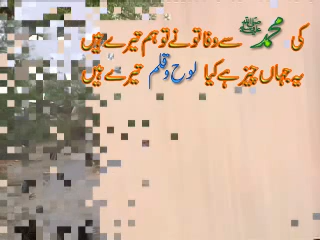 کی محمد ﷺ سے وفا تو نے تو ہم تیرے ہیں
یہ جہاں چیز ہے کیا لوح و قلم تیرے ہیں